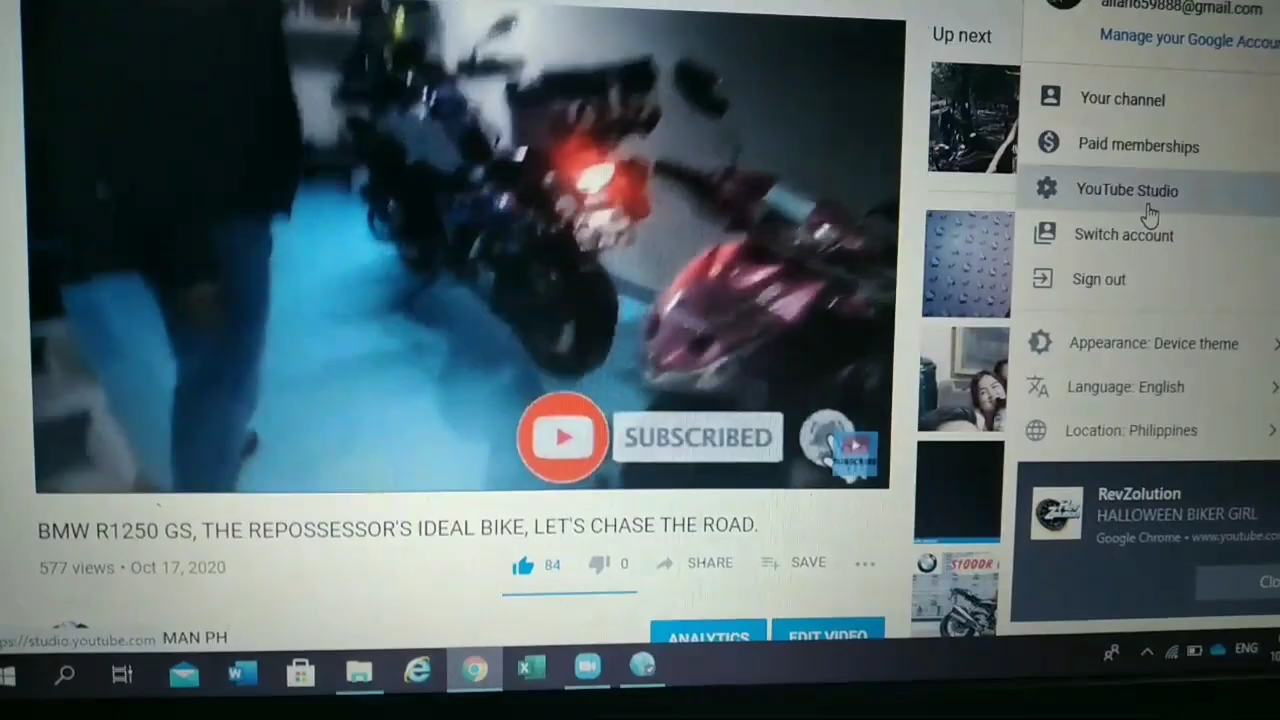 Up next
Manage your Google Accou
Your channel
Paid memberships
YouTube Studio
Switch account
Sign out
Appearance: Device theme
Language: English
Location: Philippines
SUBSCRIBED
RevZolution
HALLOWEEN BIKER GIRL
Google Chrome • www.youtube.co
Clo
BMW R1250 GS, THE REPOSSESSOR'S IDEAL BIKE, LET'S CHASE THE ROAD.
577 views • Oct 17, 2020
84
0
SHARE
SAVE
S1000R
ps://studio.youtube.com
MAN PH
ANALYTICS
EDIT VIDEO
ENG